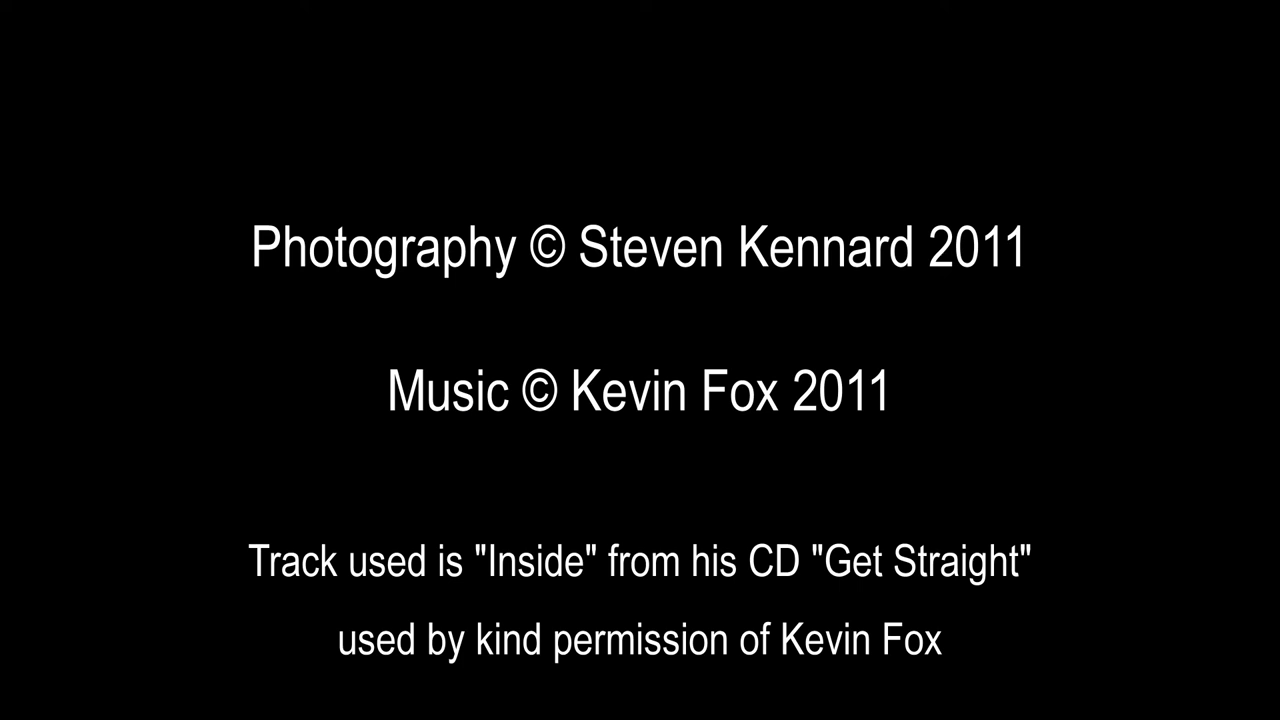 Photography © Steven Kennard 2011
Music © Kevin Fox 2011
Track used is "Inside" from his CD "Get Straight"
used by kind permission of Kevin Fox